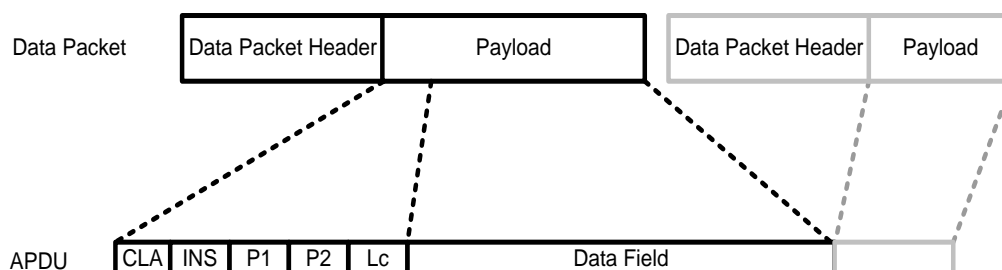 Data Packet Data Packet Header Payload Data Packet Header Payload
APDU CLA INS P1 P2 Lc Data Field